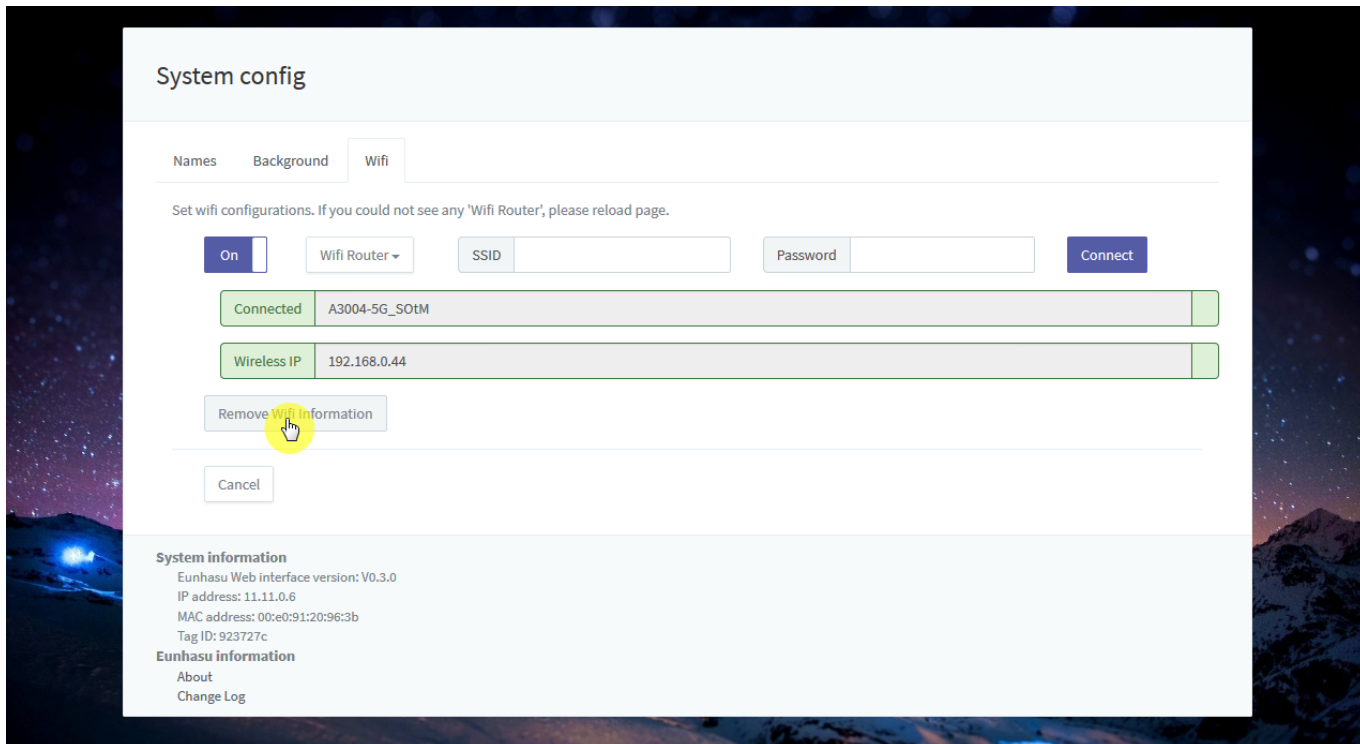 System config
Names Background Wifi
Set wifi configurations. If you could not see any 'Wifi Router', please reload page.
On Wifi Router SSID Password Connect
Connected A3004-5G_SOtM
Wireless IP 192.168.0.44
Remove Wifi Information
Cancel
System information
Eunhasu Web interface version: V0.3.0
IP address: 11.11.0.6
MAC address: 00:e0:91:20:96:3b
Tag ID: 923727c
Eunhasu information
About
Change Log